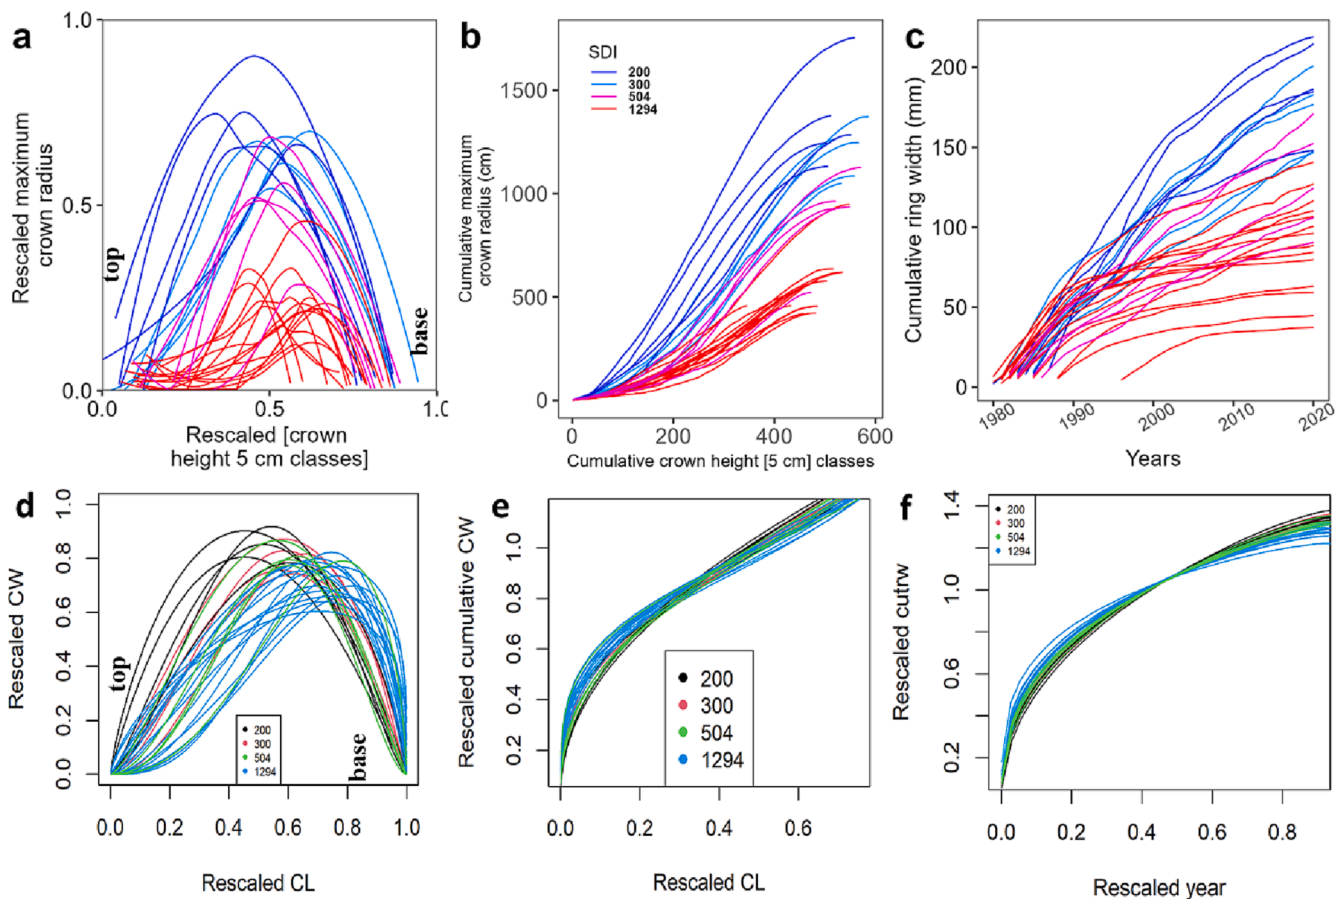 a
1.0
0.5
0.0
0.0
0.5
1.0
Rescaled maximum
crown radius
top
base
Rescaled [crown
height 5 cm classes]
b
SDI
200
300
504
1294
1500
1000
500
0
0
200
400
600
Cumulative maximum
crown radius (cm)
Cumulative crown height [5 cm] classes
c
200
150
100
50
0
1980
1990
2000
2010
2020
Cumulative ring width (mm)
Years
d
1.0
0.8
0.6
0.4
0.2
0.0
0.0
0.2
0.4
0.6
0.8
1.0
Rescaled CW
top
base
200
300
504
1294
Rescaled CL
e
1.0
0.8
0.6
0.4
0.2
0.0
0.2
0.4
0.6
Rescaled cumulative CW
200
300
504
1294
Rescaled CL
f
200
300
504
1294
1.4
1.0
0.6
0.2
0.0
0.2
0.4
0.6
0.8
Rescaled cutrw
Rescaled year